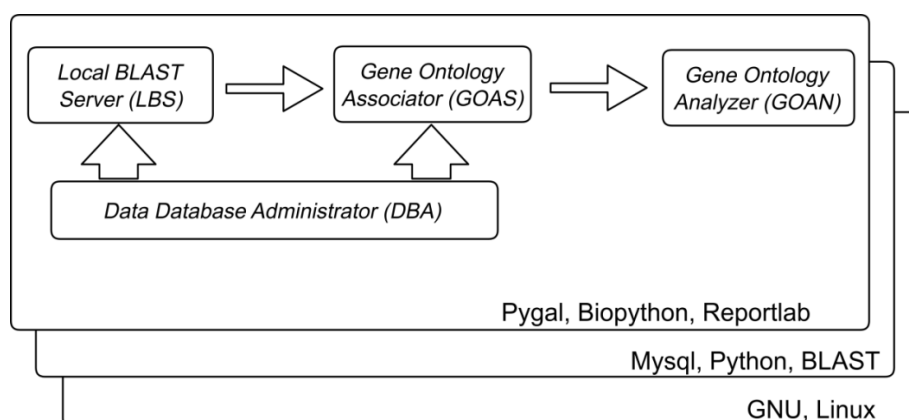 Local BLAST
Server (LBS)
Gene Ontology
Associator (GOAS)
Gene Ontology
Analyzer (GOAN)
Data Database Administrator (DBA)
Pygal, Biopython, Reportlab
Mysql, Python, BLAST
GNU, Linux